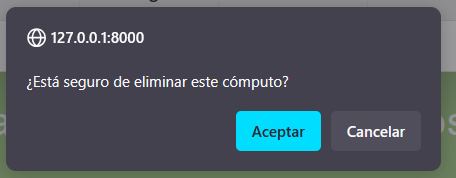 127.0.0.1:8000
¿Está seguro de eliminar este cómputo?
Aceptar
Cancelar